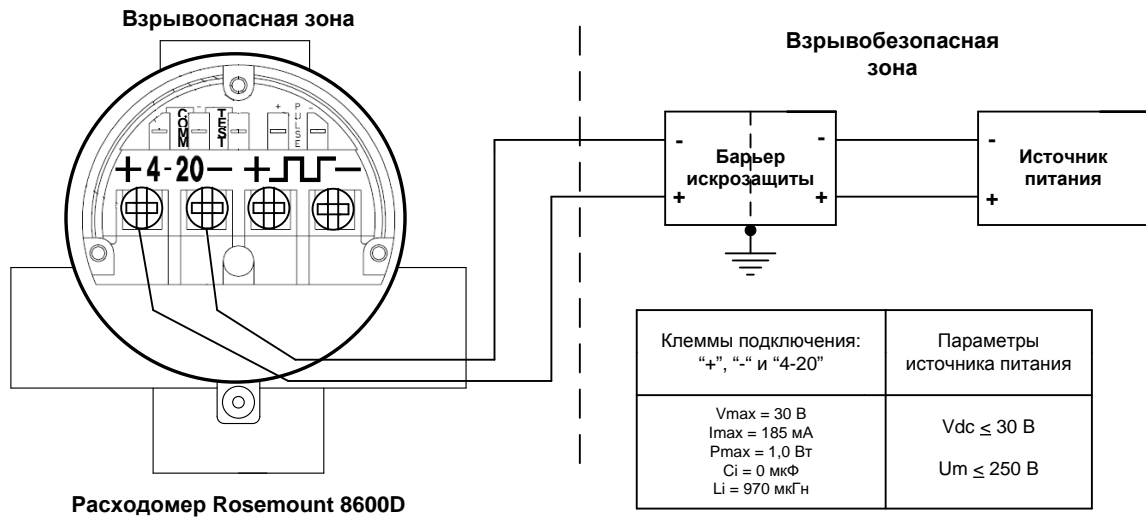 Взрывоопасная зона
Взрывобезопасная
зона
COMM
- TEST
+ PULSE -
+ 4-20 - + -
- Барьер искрозащиты -
+ +
- Источник питания
+
Клеммы подключения:
“+”, “-“ и “4-20”
Параметры
источника питания
Vmax = 30 В
Imax = 185 мА
Pmax = 1,0 Вт
Ci = 0 мкФ
Li = 970 мкГн
Vdc ≤ 30 В
Um ≤ 250 В
Расходомер Rosemount 8600D